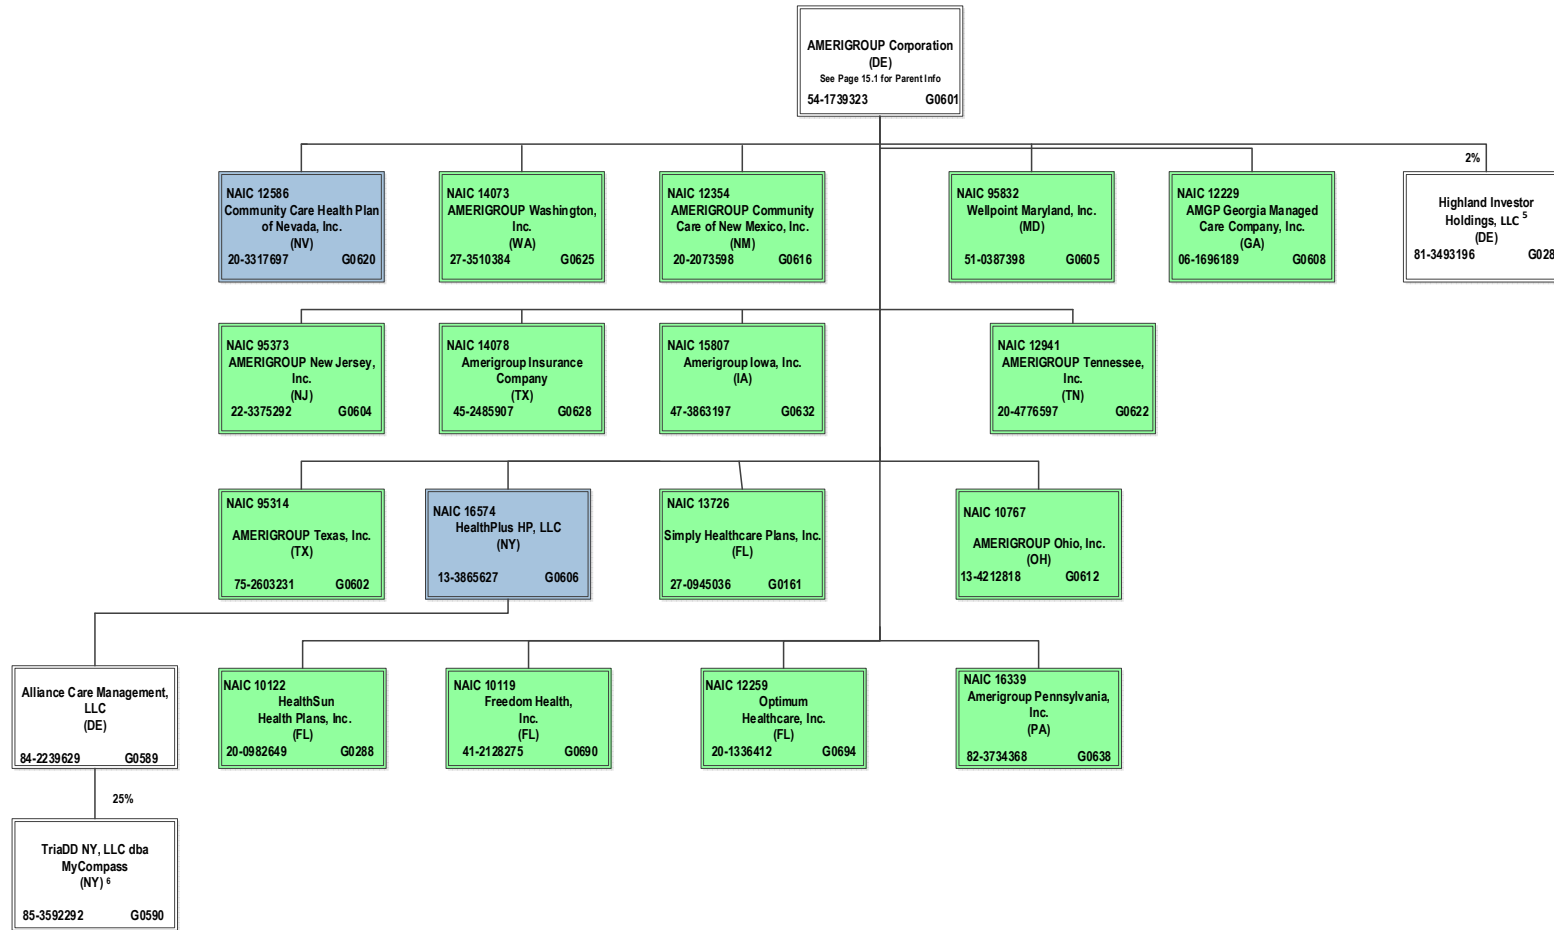 AMERIGROUP Corporation
(DE)
See Page 15.1 for Parent Info
54-1739323 G0601
2%
NAIC 12586
Community Care Health Plan
of Nevada, Inc.
(NV)
20-3317697 G0620
NAIC 14073
AMERIGROUP Washington,
Inc.
(WA)
27-3510384 G0625
NAIC 12354
AMERIGROUP Community
Care of New Mexico, Inc.
(NM)
20-2073598 G0616
NAIC 95832
Wellpoint Maryland, Inc.
(MD)
51-0387398 G0605
NAIC 12229
AMGP Georgia Managed
Care Company, Inc.
(GA)
06-1696189 G0608
Highland Investor
Holdings, LLC 5
(DE)
81-3493196 G028
NAIC 95373
AMERIGROUP New Jersey,
Inc.
(NJ)
22-3375292 G0604
NAIC 14078
Amerigroup Insurance
Company
(TX)
45-2485907 G0628
NAIC 15807
Amerigroup Iowa, Inc.
(IA)
47-3863197 G0632
NAIC 12941
AMERIGROUP Tennessee,
Inc.
(TN)
20-4776597 G0622
NAIC 95314
AMERIGROUP Texas, Inc.
(TX)
75-2603231 G0602
NAIC 16574
HealthPlus HP, LLC
(NY)
13-3865627 G0606
NAIC 13726
Simply Healthcare Plans, Inc.
(FL)
27-0945036 G0161
NAIC 10767
AMERIGROUP Ohio, Inc.
(OH)
13-4212818 G0612
Alliance Care Management,
LLC
(DE)
84-2239629 G0589
NAIC 10122
HealthSun
Health Plans, Inc.
(FL)
20-0982649 G0288
NAIC 10119
Freedom Health,
Inc.
(FL)
41-2128275 G0690
NAIC 12259
Optimum
Healthcare, Inc.
(FL)
20-1336412 G0694
NAIC 16339
Amerigroup Pennsylvania,
Inc.
(PA)
82-3734368 G0638
25%
TriaDD NY, LLC dba
MyCompass
(NY) 6
85-3592292 G0590